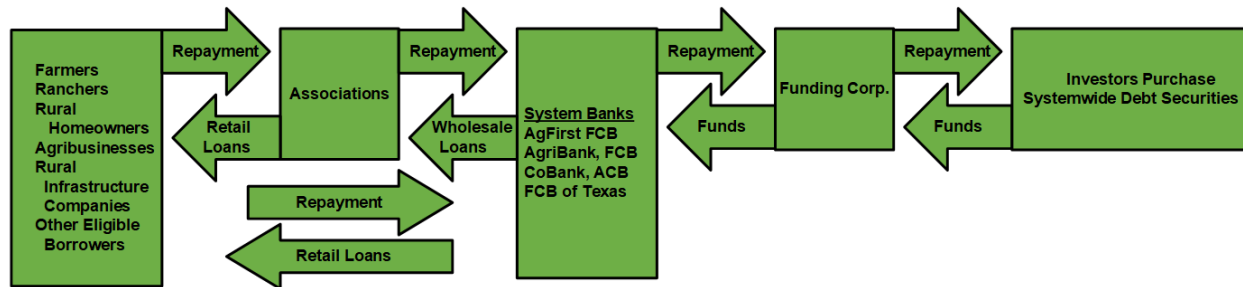 Farmers
Ranchers
Rural
Homeowners
Agribusinesses
Rural
Infrastructure
Companies
Other Eligible
Borrowers
Repayment
Retail
Loans
Associations
Repayment
Wholesale
Loans
Repayment
Retail Loans
System Banks
AgFirst FCB
AgriBank, FCB
CoBank, ACB
FCB of Texas
Repayment
Funds
Funding Corp.
Repayment
Funds
Investors Purchase
Systemwide Debt Securities